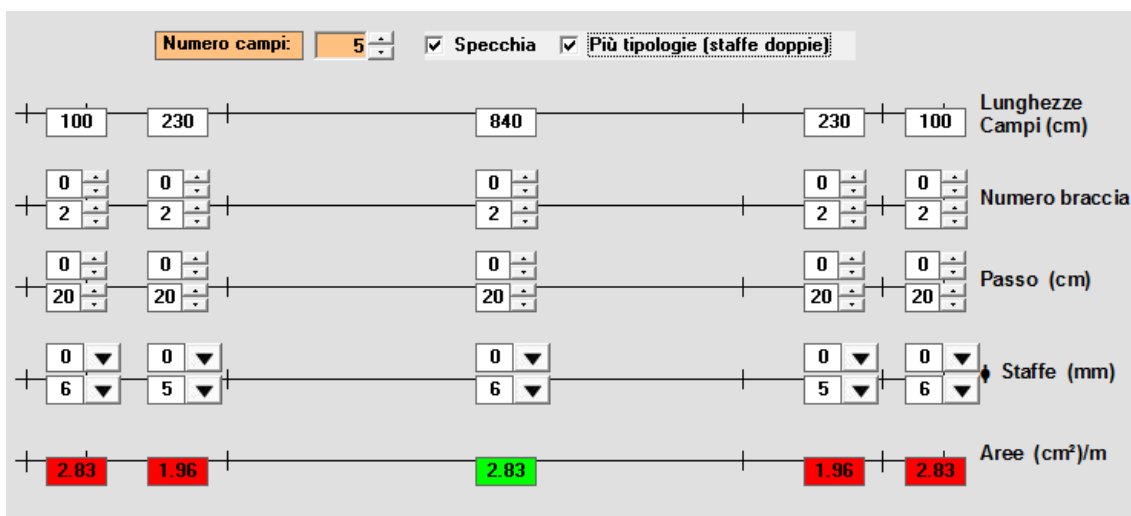 Numero campi: 5 Specchia Più tipologie (staffe doppie)
Lunghezze
100 230 840 230 100 Campi (cm)
0 0 0 0 0
Numero braccia
2 2 2 2 2
0 0 0 0 0
Passo (cm)
20 20 20 20 20
0 0 0 0 0
ϕ Staffe (mm)
6 5 6 5 6
Aree (cm²)/m
2.83 1.96 2.83 1.96 2.83